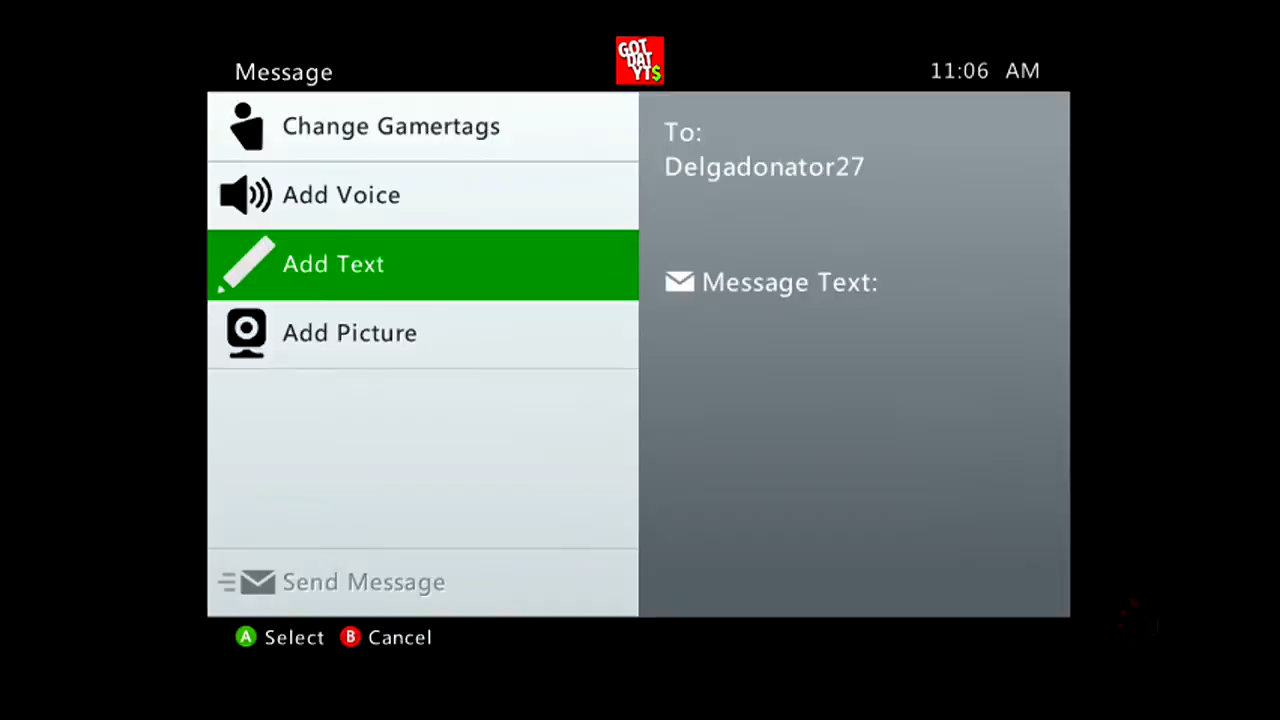 Message
GOT
DAT
YT$
11:06 AM
Change Gamertags
Add Voice
Add Text
Add Picture
Send Message
To:
Delgadonator27
Message Text:
A Select B Cancel